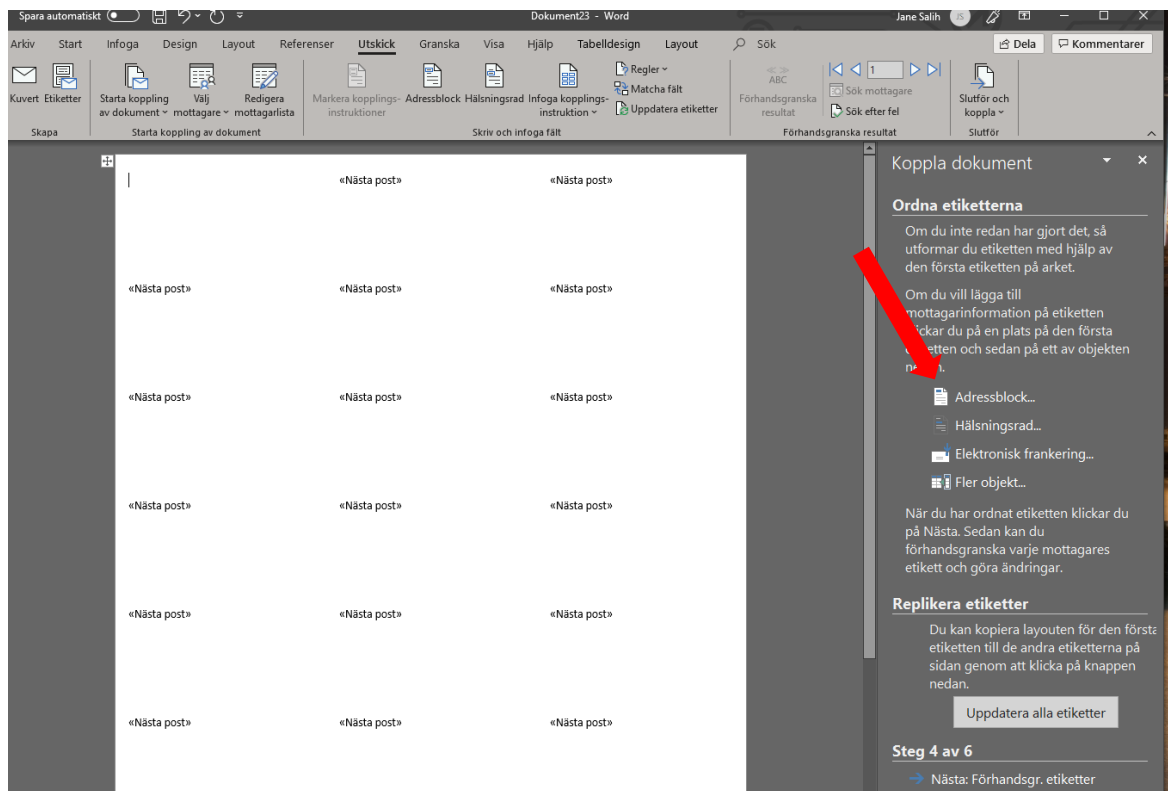 Spara automatiskt
Dokument23 - Word
Jane Salih
JS
Arkiv Start Infoga Design Layout Referenser Utskick Granska Visa Hjälp Tabelldesign Layout Sök
Dela Kommentarer
Kuvert Etiketter
Skapa
Starta koppling av dokument
Välj mottagare
Redigera mottagarlista
Starta koppling av dokument
Markera kopplings-
instruktioner
Adressblock Hälsningsrad
Infoga kopplings-
instruktion
Regler
Matcha fält
Uppdatera etiketter
Skriv och infoga fält
ABC
Förhandsgranska
resultat
1
Sök mottagare
Sök efter fel
Förhandsgranska resultat
Slutför och
koppla
Slutför
«Nästa post» «Nästa post»
«Nästa post» «Nästa post» «Nästa post»
«Nästa post» «Nästa post» «Nästa post»
«Nästa post» «Nästa post» «Nästa post»
«Nästa post» «Nästa post» «Nästa post»
«Nästa post» «Nästa post» «Nästa post»
Koppla dokument
Ordna etiketterna
Om du inte redan har gjort det, så
utformar du etiketten med hjälp av
den första etiketten på arket.
Om du vill lägga till
mottagarinformation på etiketten
klickar du på en plats på den första
etiketten och sedan på ett av objekten
nedan.
Adressblock...
Hälsningsrad...
Elektronisk frankering...
Fler objekt...
När du har ordnat etiketten klickar du
på Nästa. Sedan kan du
förhandsgranska varje mottagares
etikett och göra ändringar.
Replikera etiketter
Du kan kopiera layouten för den första
etiketten till de andra etiketterna på
sidan genom att klicka på knappen
nedan.
Uppdatera alla etiketter
Steg 4 av 6
Nästa: Förhandsgr. etiketter